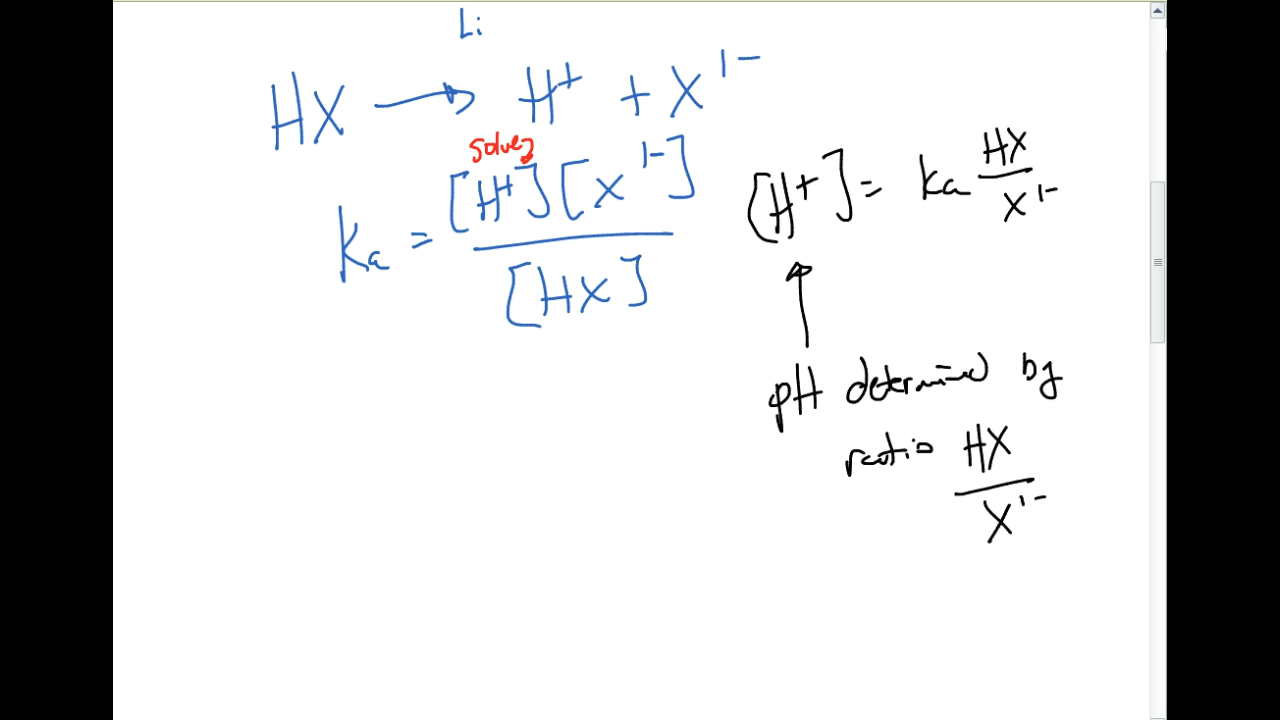 Li
HX → H⁺ + X¹⁻
solve
Ka = [H⁺][X¹⁻] / [HX]
[H⁺] = Ka HX / X¹⁻
pH determined by
ratio HX / X¹⁻